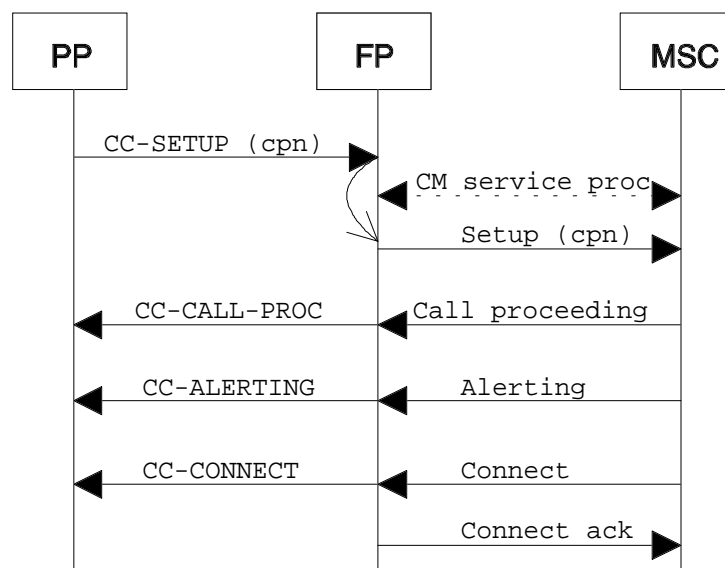 PP FP MSC
CC-SETUP (cpn)
CM service proc
Setup (cpn)
CC-CALL-PROC Call proceeding
CC-ALERTING Alerting
CC-CONNECT Connect
Connect ack